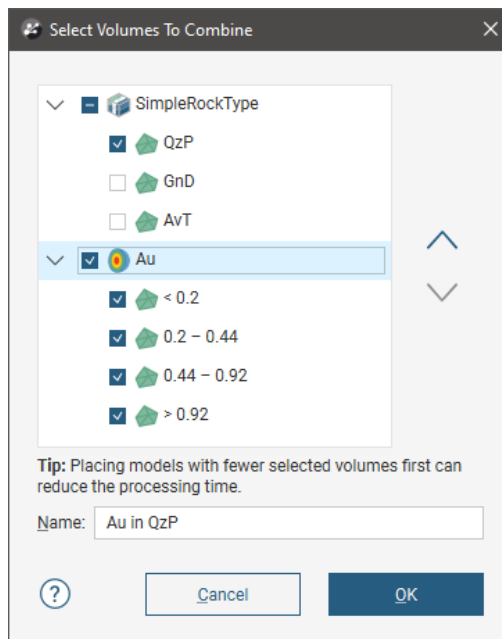 Select Volumes To Combine
SimpleRockType
QzP
GnD
AvT
Au
< 0.2
0.2 – 0.44
0.44 – 0.92
> 0.92
Tip: Placing models with fewer selected volumes first can
reduce the processing time.
Name: Au in QzP
? Cancel OK